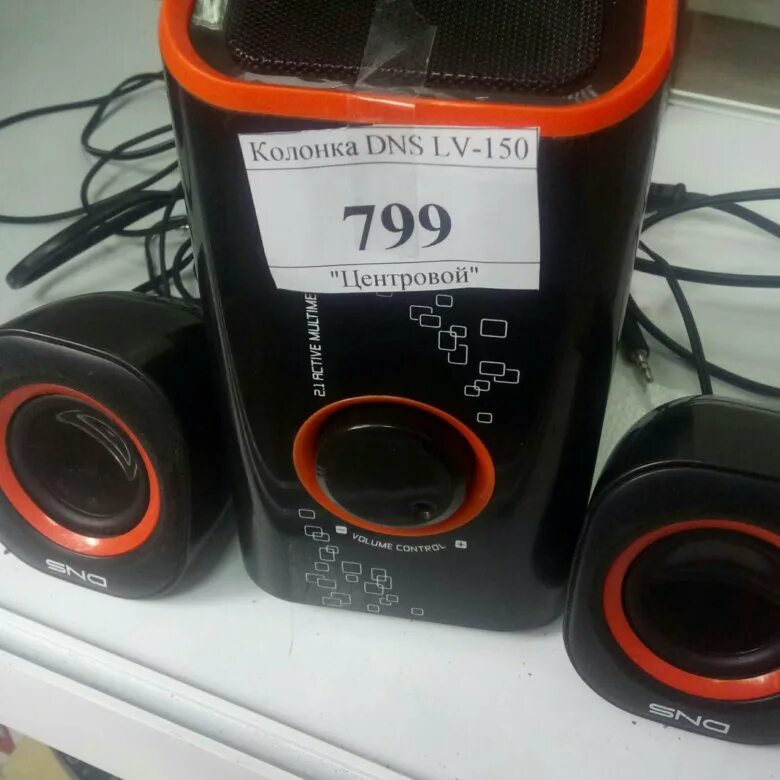 Колонка DNS LV-150
799
"Центровой"
2.1 ACTIVE MULTIME
- VOLUME CONTROL +
DNS
DNS